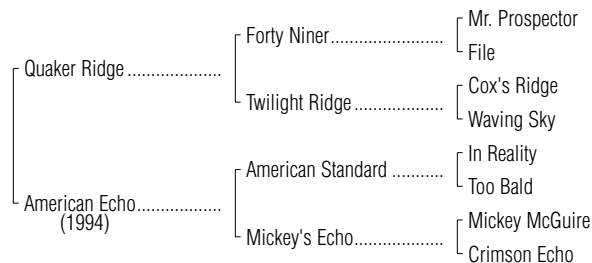 Mr. Prospector
Forty Niner.......................
File
Quaker Ridge ...................
Cox's Ridge
Twilight Ridge ..................
Waving Sky
In Reality
American Standard ...........
Too Bald
American Echo.................
(1994)
Mickey McGuire
Mickey's Echo..................
Crimson Echo